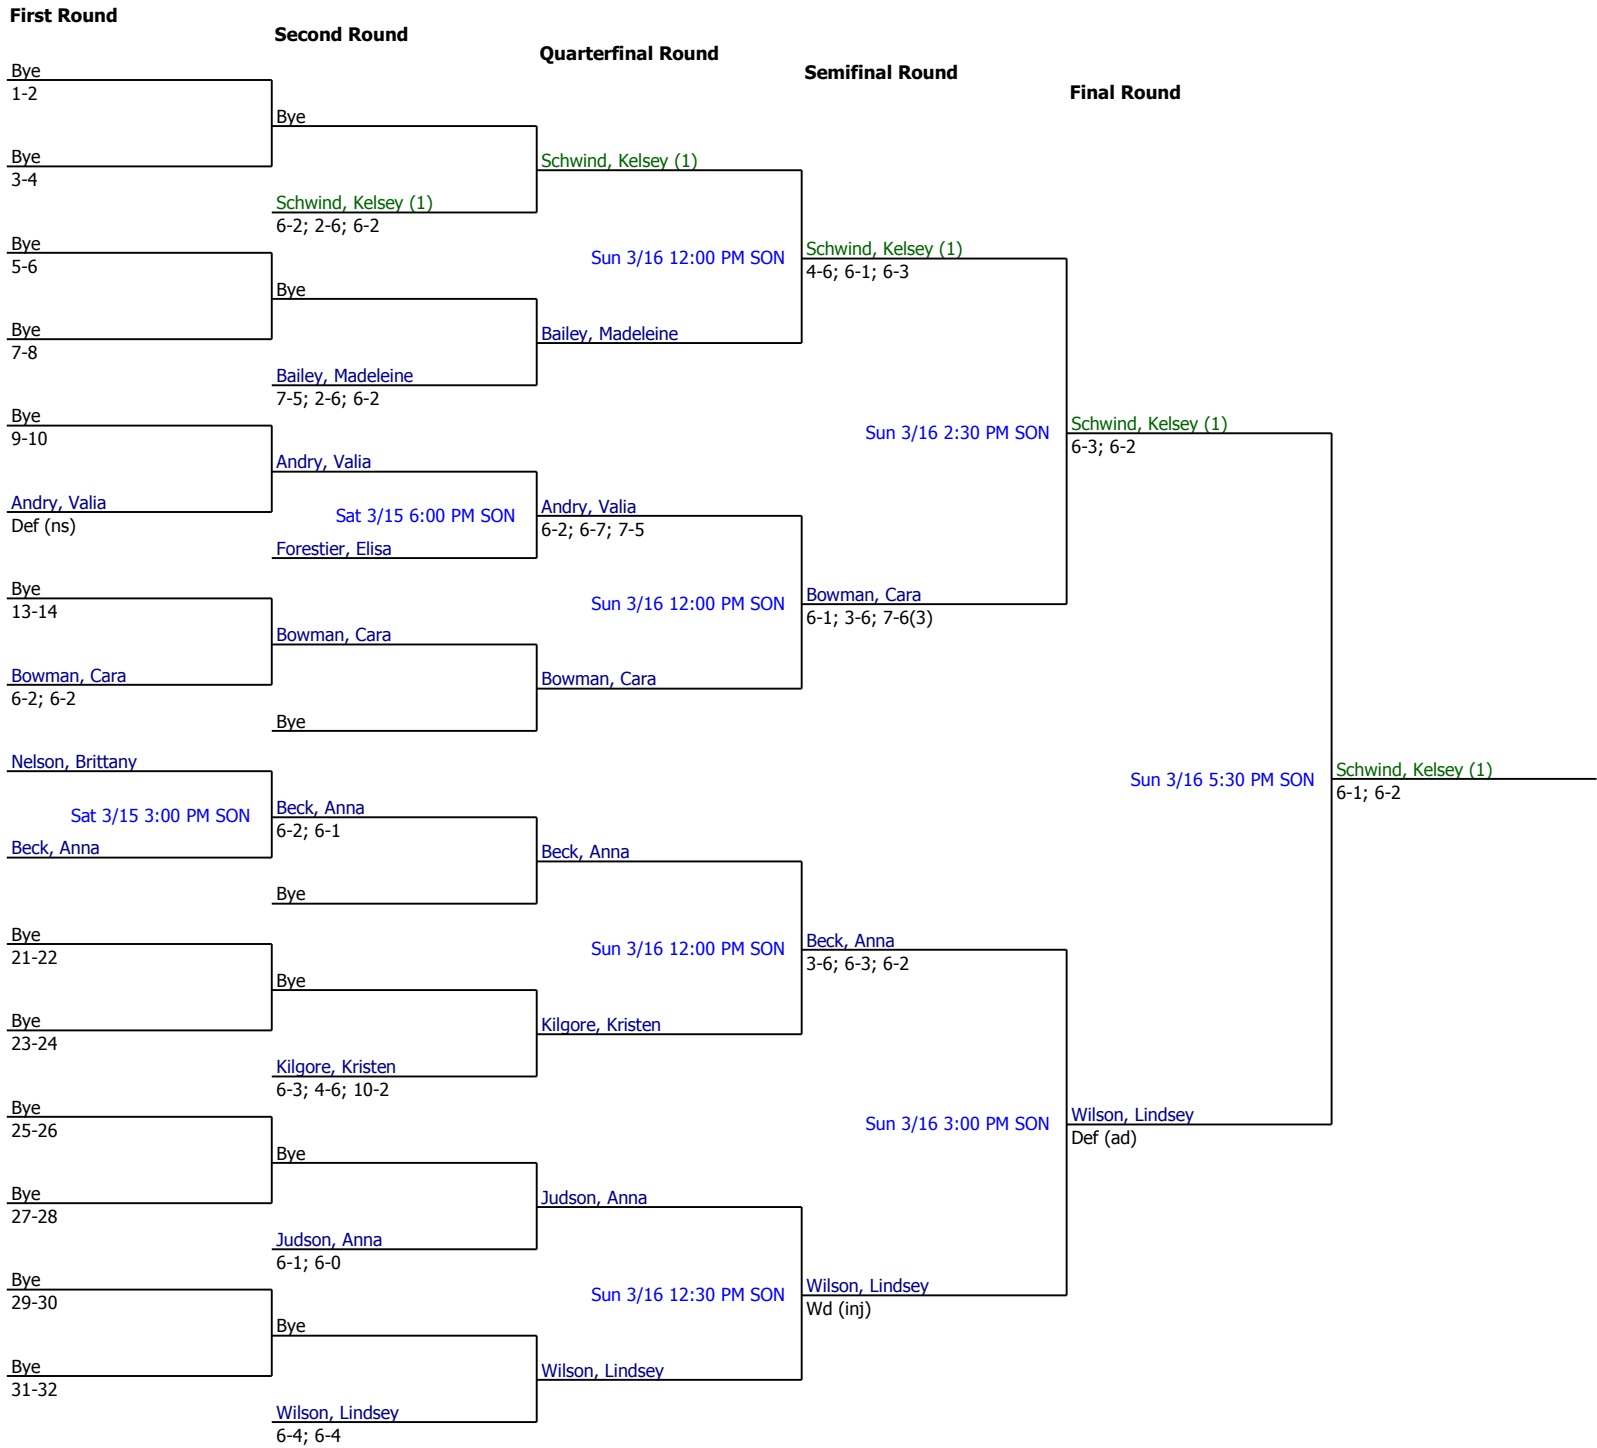 First Round
Second Round
Quarterfinal Round
Semifinal Round
Final Round
Bye
1-2
Bye
Bye
3-4
Schwind, Kelsey (1)
Schwind, Kelsey (1)
6-2; 2-6; 6-2
Bye
5-6
Sun 3/16 12:00 PM SON
Schwind, Kelsey (1)
4-6; 6-1; 6-3
Bye
Bye
7-8
Bailey, Madeleine
Bailey, Madeleine
7-5; 2-6; 6-2
Bye
9-10
Sun 3/16 2:30 PM SON
Schwind, Kelsey (1)
6-3; 6-2
Andry, Valia
Andry, Valia
Def (ns)
Sat 3/15 6:00 PM SON
Andry, Valia
6-2; 6-7; 7-5
Forestier, Elisa
Bye
13-14
Sun 3/16 12:00 PM SON
Bowman, Cara
6-1; 3-6; 7-6(3)
Bowman, Cara
Bowman, Cara
6-2; 6-2
Bowman, Cara
Bye
Nelson, Brittany
Sun 3/16 5:30 PM SON
Schwind, Kelsey (1)
6-1; 6-2
Sat 3/15 3:00 PM SON
Beck, Anna
6-2; 6-1
Beck, Anna
Beck, Anna
Bye
Bye
21-22
Sun 3/16 12:00 PM SON
Beck, Anna
3-6; 6-3; 6-2
Bye
Bye
23-24
Kilgore, Kristen
Kilgore, Kristen
6-3; 4-6; 10-2
Bye
25-26
Sun 3/16 3:00 PM SON
Wilson, Lindsey
Def (ad)
Bye
Bye
27-28
Judson, Anna
Judson, Anna
6-1; 6-0
Bye
29-30
Sun 3/16 12:30 PM SON
Wilson, Lindsey
Wd (inj)
Bye
Bye
31-32
Wilson, Lindsey
Wilson, Lindsey
6-4; 6-4